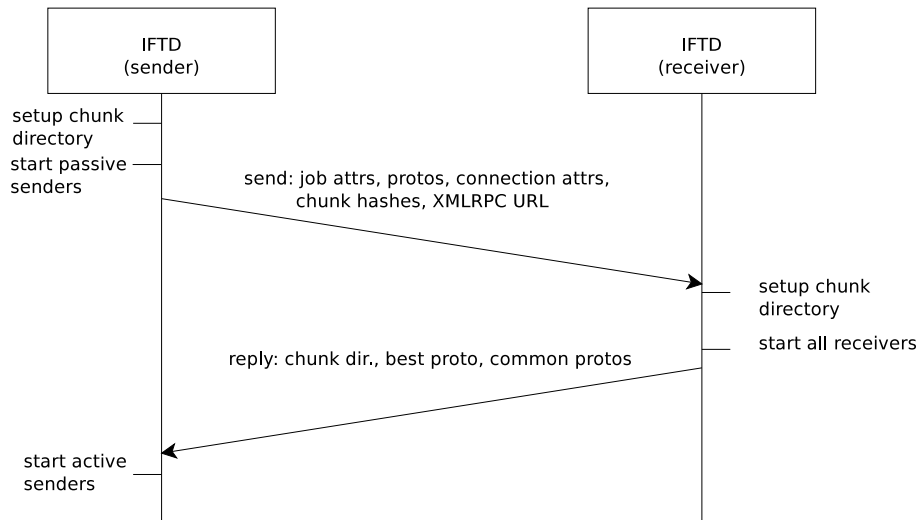 IFTD
(sender)
IFTD
(receiver)
setup chunk
directory
start passive
senders
send: job attrs, protos, connection attrs,
chunk hashes, XMLRPC URL
setup chunk
directory
start all receivers
reply: chunk dir., best proto, common protos
start active
senders